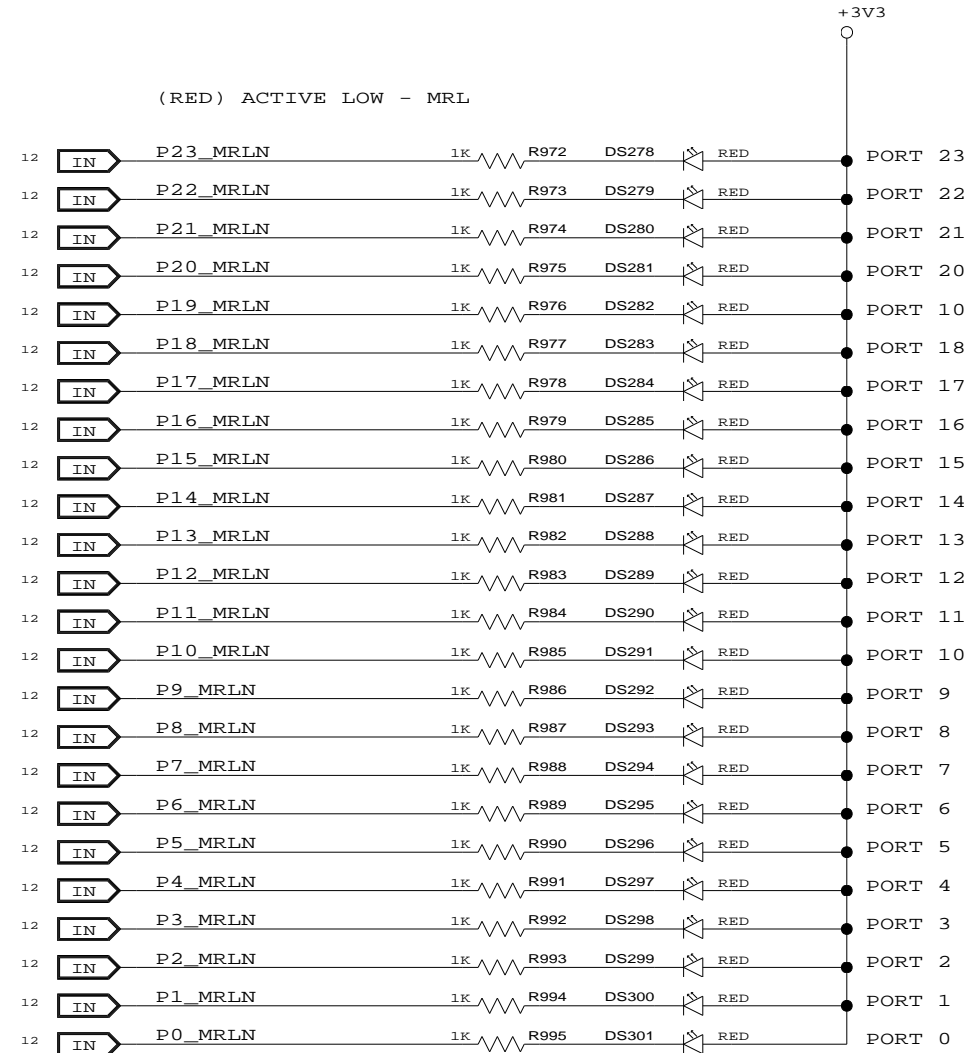 +3V3
(RED) ACTIVE LOW - MRL
12 IN P23_MRLN 1K R972 DS278 RED PORT 23
12 IN P22_MRLN 1K R973 DS279 RED PORT 22
12 IN P21_MRLN 1K R974 DS280 RED PORT 21
12 IN P20_MRLN 1K R975 DS281 RED PORT 20
12 IN P19_MRLN 1K R976 DS282 RED PORT 10
12 IN P18_MRLN 1K R977 DS283 RED PORT 18
12 IN P17_MRLN 1K R978 DS284 RED PORT 17
12 IN P16_MRLN 1K R979 DS285 RED PORT 16
12 IN P15_MRLN 1K R980 DS286 RED PORT 15
12 IN P14_MRLN 1K R981 DS287 RED PORT 14
12 IN P13_MRLN 1K R982 DS288 RED PORT 13
12 IN P12_MRLN 1K R983 DS289 RED PORT 12
12 IN P11_MRLN 1K R984 DS290 RED PORT 11
12 IN P10_MRLN 1K R985 DS291 RED PORT 10
12 IN P9_MRLN 1K R986 DS292 RED PORT 9
12 IN P8_MRLN 1K R987 DS293 RED PORT 8
12 IN P7_MRLN 1K R988 DS294 RED PORT 7
12 IN P6_MRLN 1K R989 DS295 RED PORT 6
12 IN P5_MRLN 1K R990 DS296 RED PORT 5
12 IN P4_MRLN 1K R991 DS297 RED PORT 4
12 IN P3_MRLN 1K R992 DS298 RED PORT 3
12 IN P2_MRLN 1K R993 DS299 RED PORT 2
12 IN P1_MRLN 1K R994 DS300 RED PORT 1
12 IN P0_MRLN 1K R995 DS301 RED PORT 0